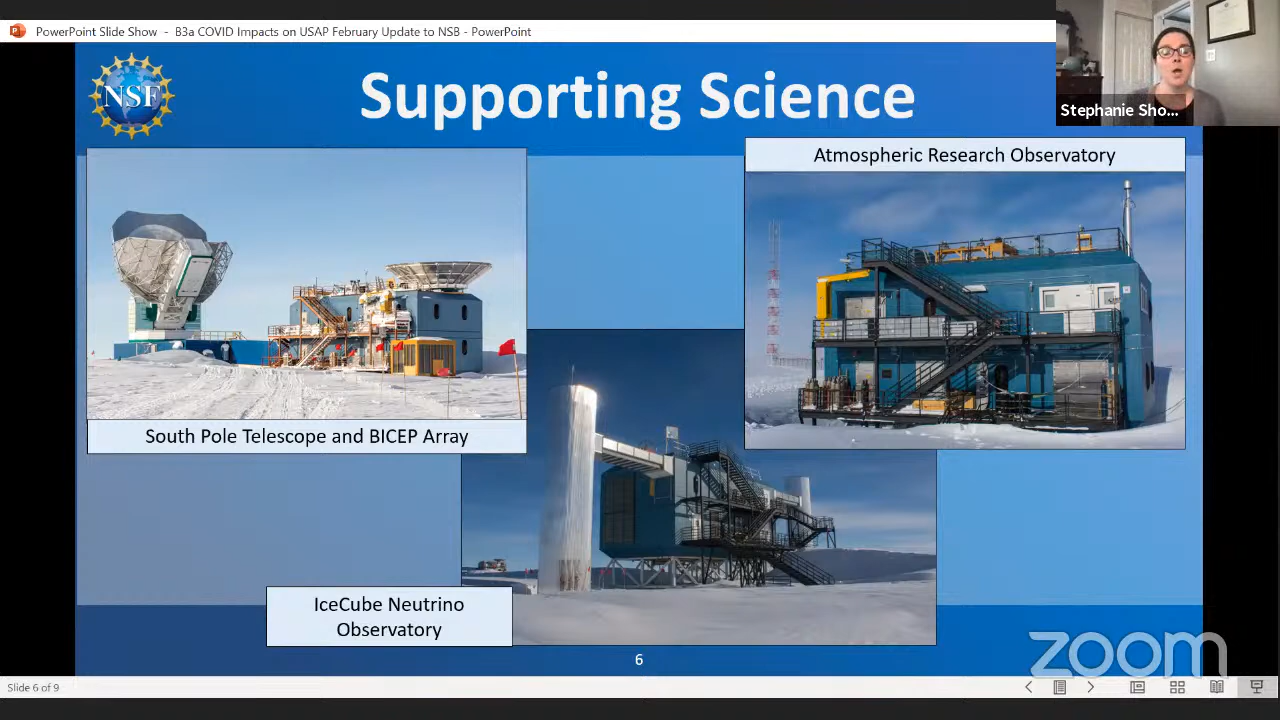 PowerPoint Slide Show - B3a COVID Impacts on USAP February Update to NSB - PowerPoint
NSF
Supporting Science
Stephanie Sho...
Atmospheric Research Observatory
South Pole Telescope and BICEP Array
IceCube Neutrino
Observatory
6
zoom
Slide 6 of 9